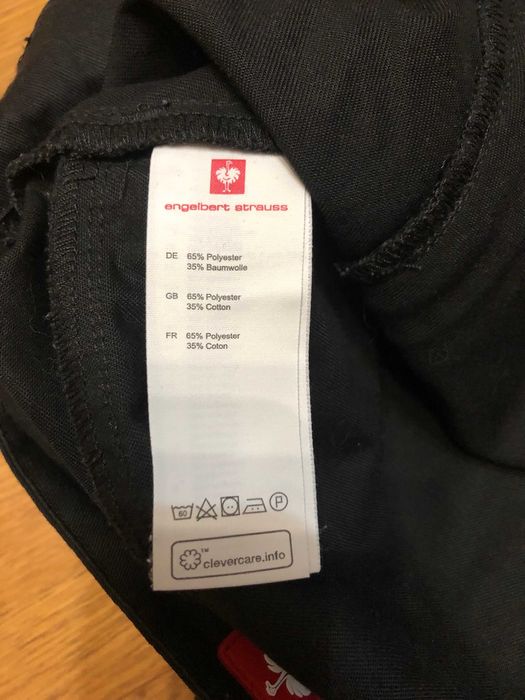 engelbert strauss
DE 65% Polyester
35% Baumwolle
GB 65% Polyester
35% Cotton
FR 65% Polyester
35% Coton
60 P
™ clevercare.info